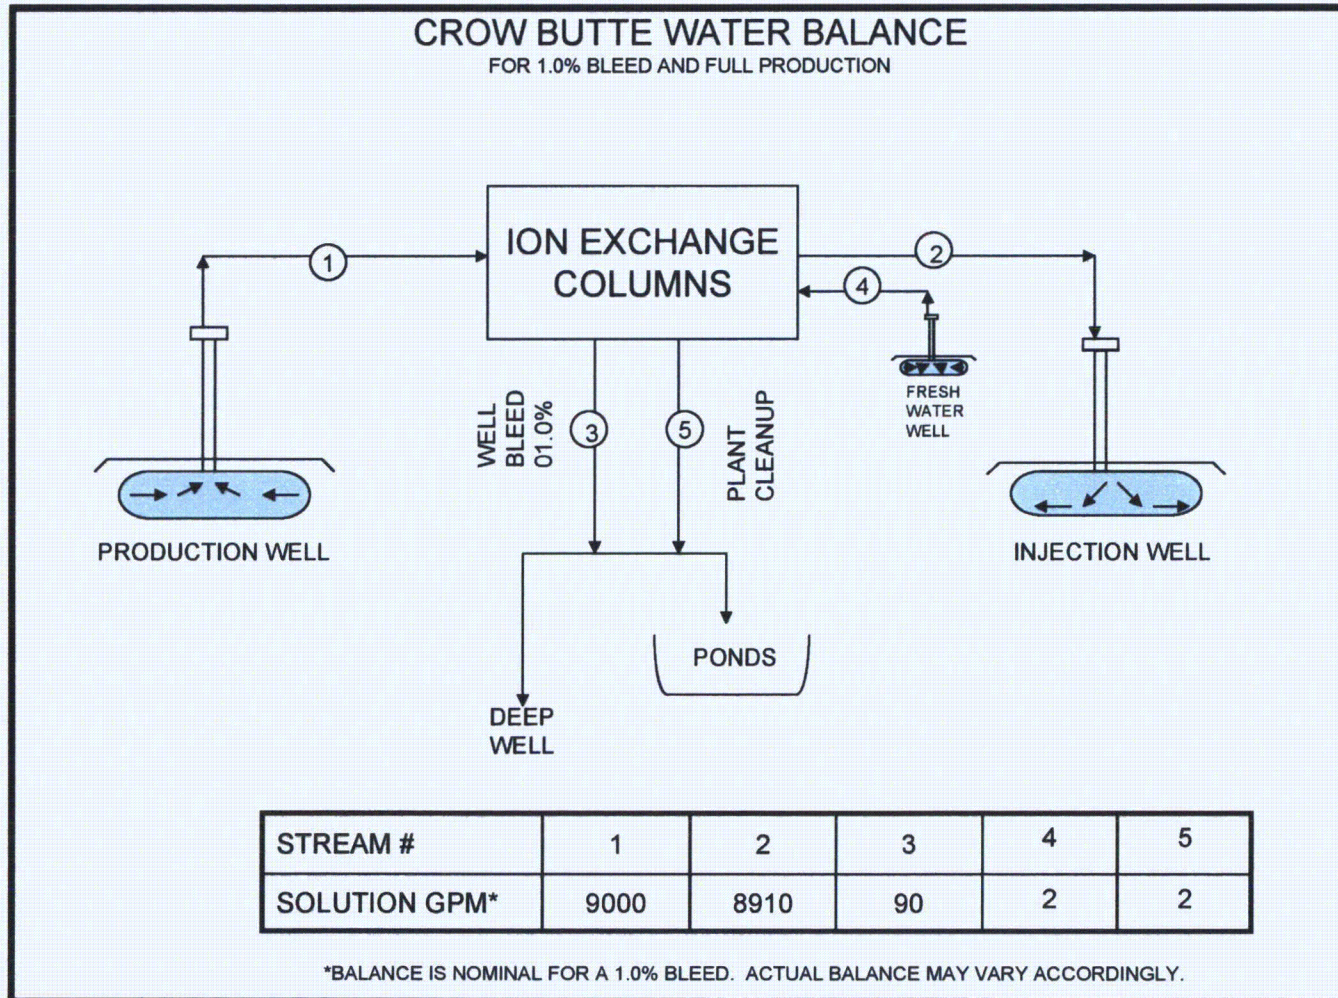 CROW BUTTE WATER BALANCE
FOR 1.0% BLEED AND FULL PRODUCTION
ION EXCHANGE
COLUMNS
1
2
4
FRESH
WATER
WELL
WELL
BLEED
01.0%
3
5
PLANT
CLEANUP
PRODUCTION WELL
INJECTION WELL
PONDS
DEEP
WELL
STREAM # 1 2 3 4 5
SOLUTION GPM* 9000 8910 90 2 2
*BALANCE IS NOMINAL FOR A 1.0% BLEED. ACTUAL BALANCE MAY VARY ACCORDINGLY.